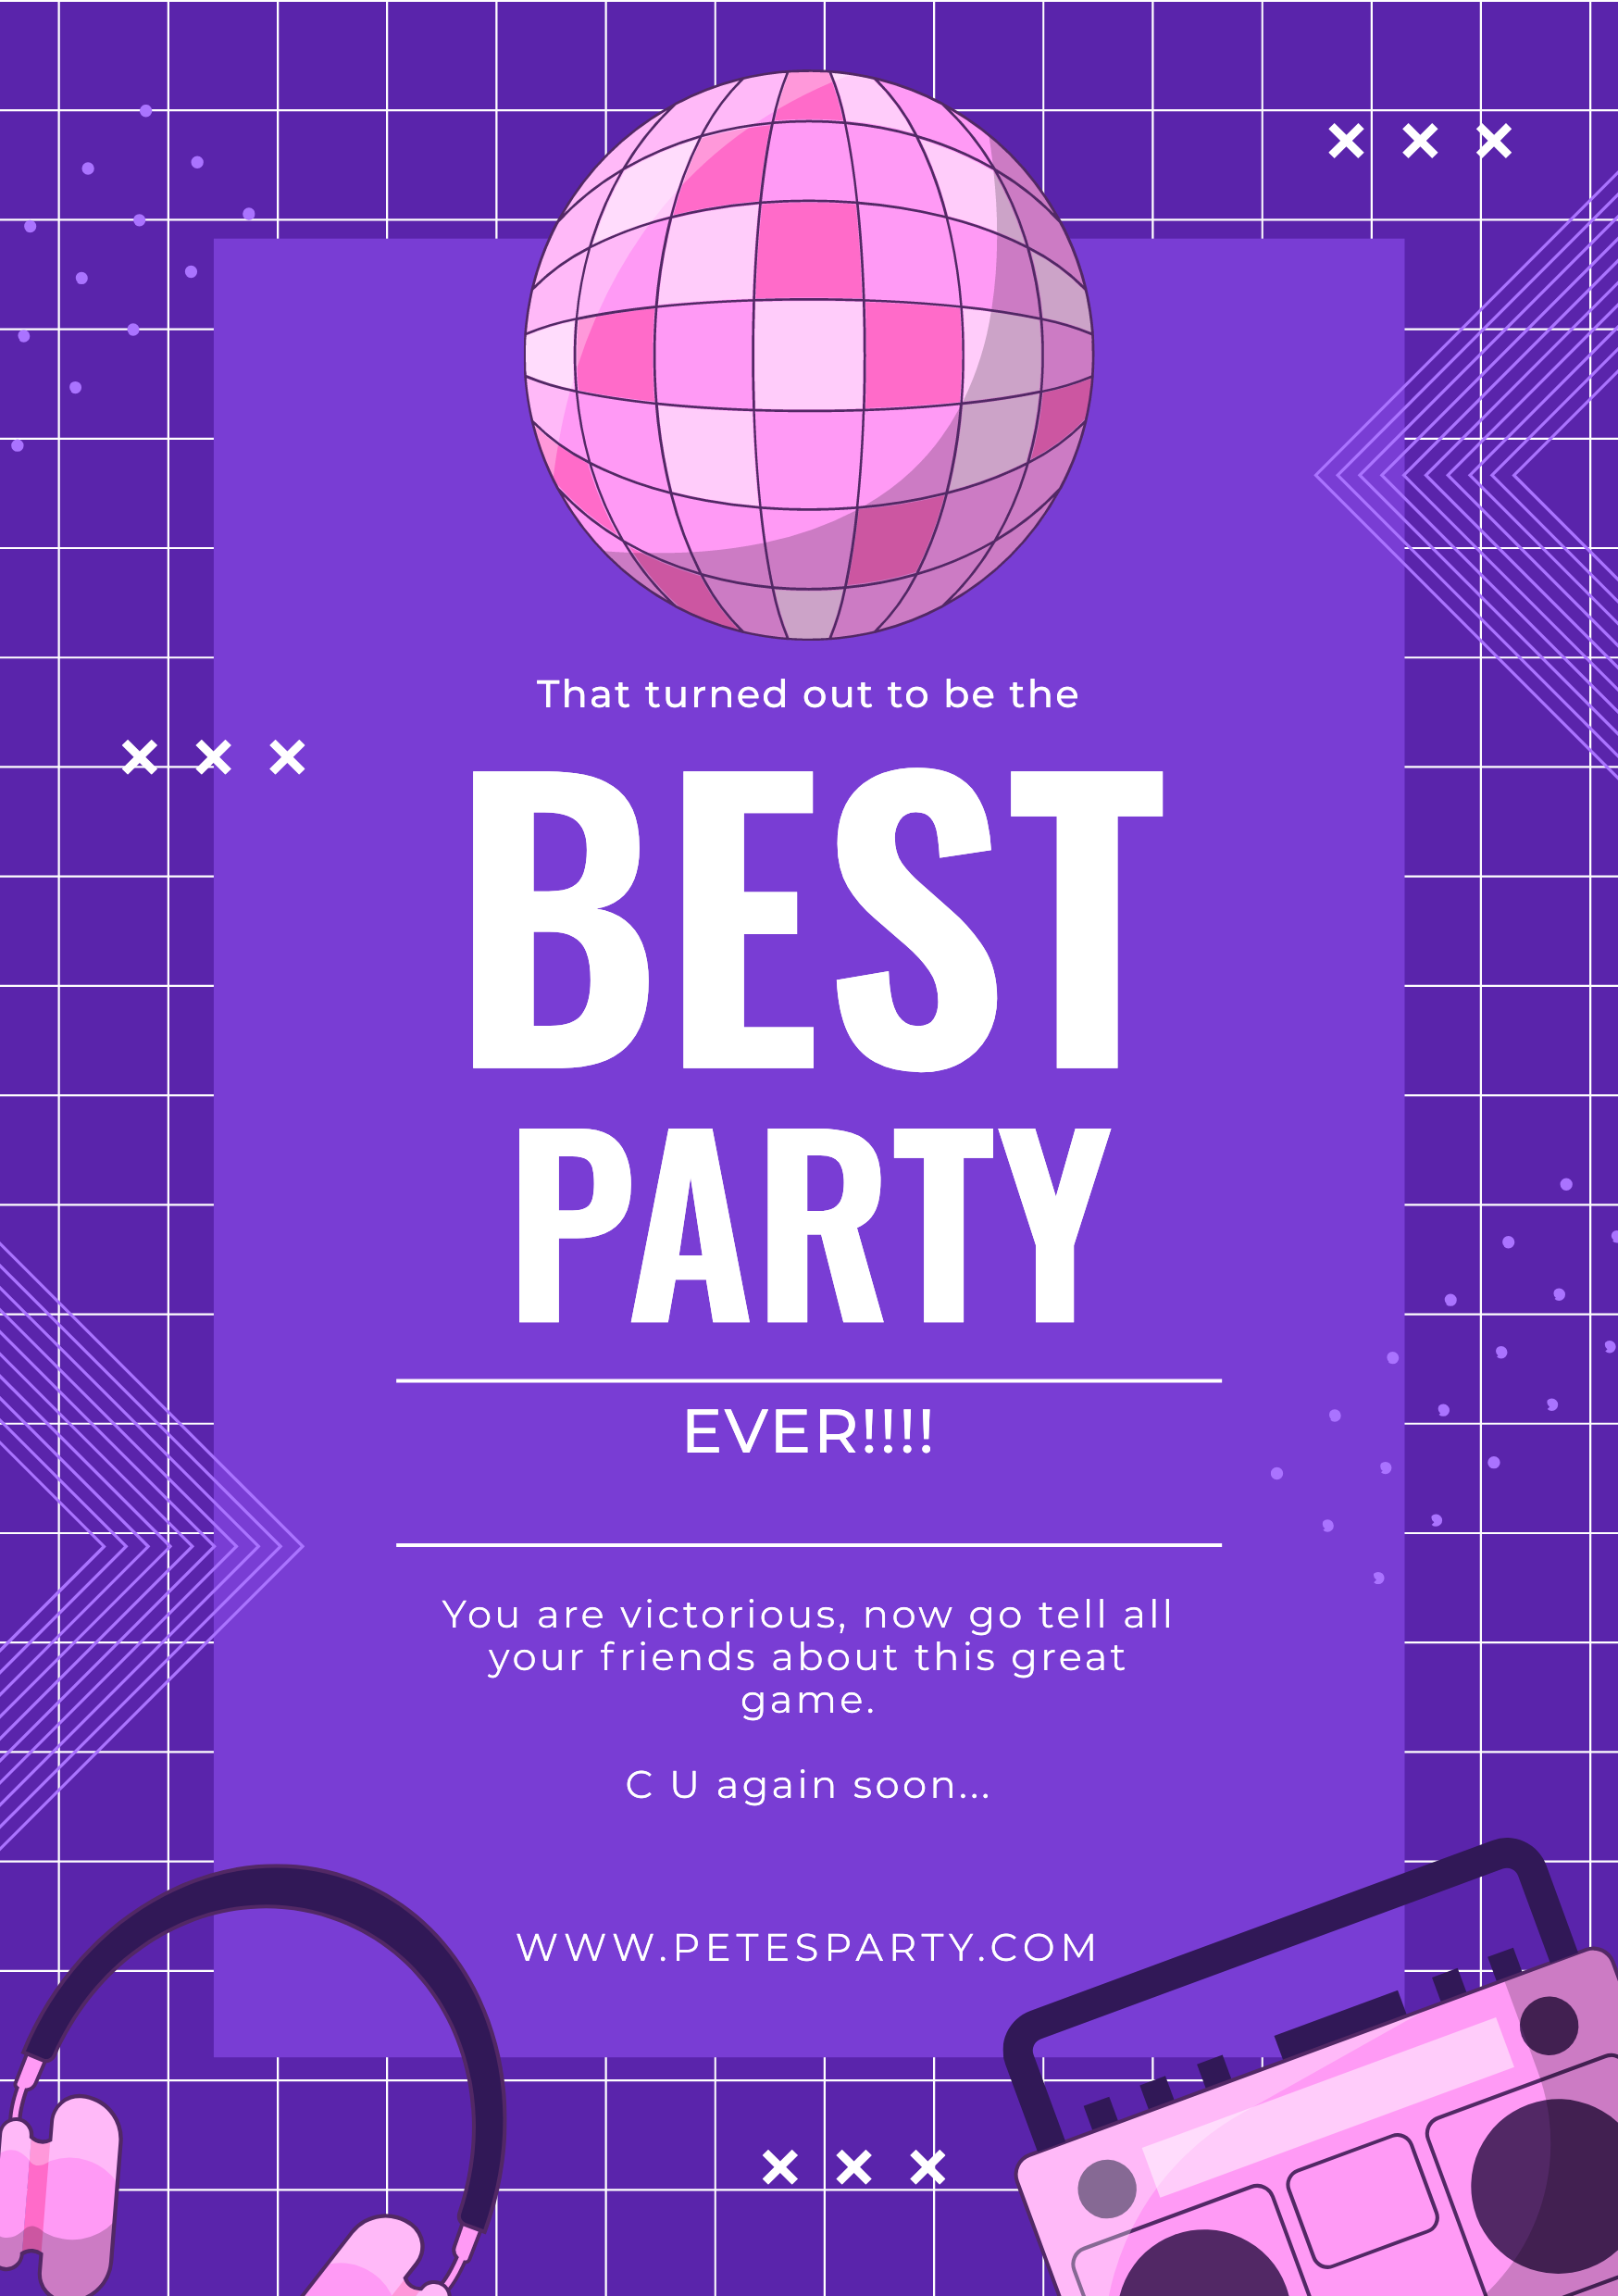 That turned out to be the
BEST
PARTY
EVER!!!!
You are victorious, now go tell all
your friends about this great
game.
C U again soon...
WWW.PETESPARTY.COM